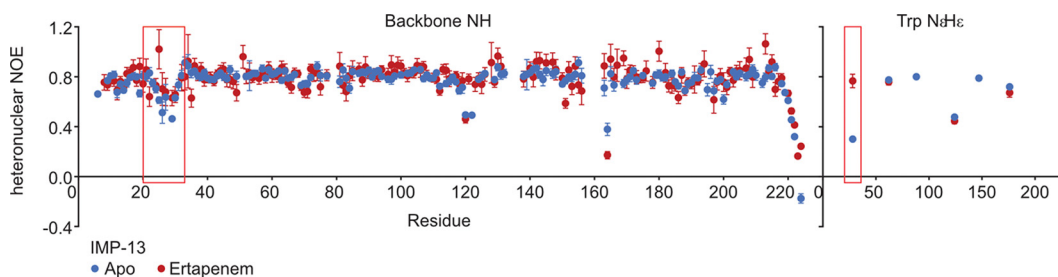 Backbone NH
Trp NεHε
heteronuclear NOE
1.2
0.8
0.4
0.0
-0.4
0 20 40 60 80 100 120 140 160 180 200 220 0 50 100 150 200
Residue
IMP-13
Apo Ertapenem